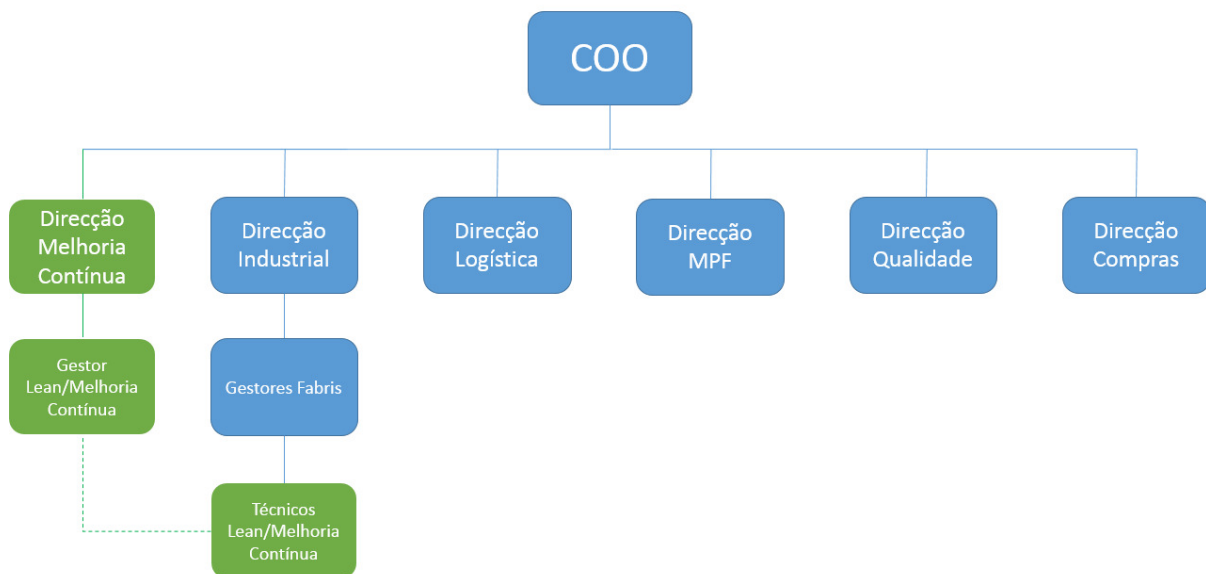 COO
Direcção
Melhoria
Contínua
Direcção
Industrial
Direcção
Logística
Direcção
MPF
Direcção
Qualidade
Direcção
Compras
Gestor
Lean/Melhoria
Contínua
Gestores Fabris
Técnicos
Lean/Melhoria
Contínua